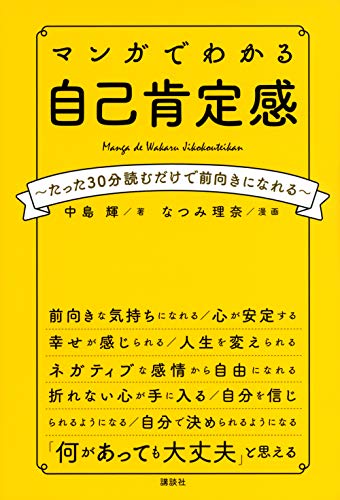 マンガでわかる
自己肯定感
Manga de Wakaru Jikokouteikan
～たった30分読むだけで前向きになれる～
中島 輝／著 なつみ理奈／漫画
前向きな気持ちになれる／心が安定する
幸せが感じられる／人生を変えられる
ネガティブな感情から自由になれる
折れない心が手に入る／自分を信じ
られるようになる／自分で決められるようになる
「何があっても大丈夫」と思える
講談社